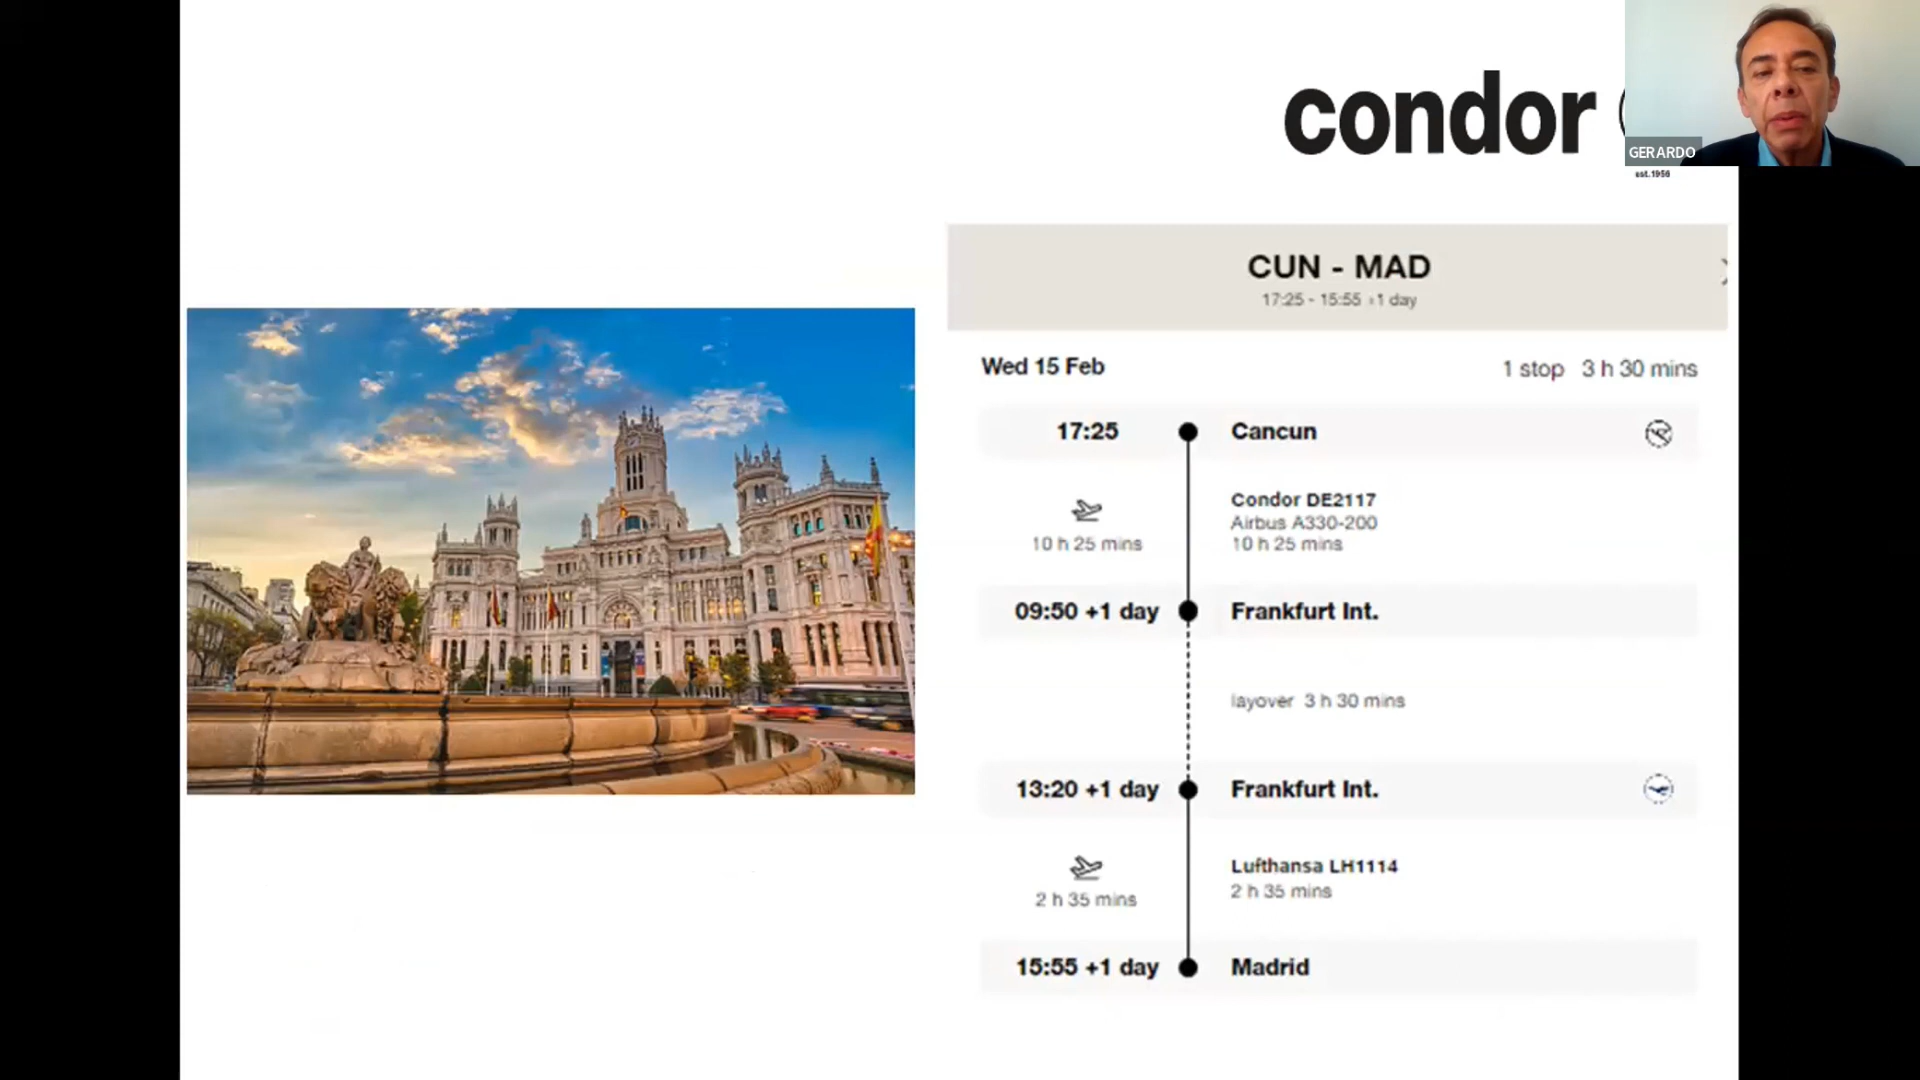 condor
GERARDO
est. 1956
CUN - MAD
17:25 - 15:55 +1 day
Wed 15 Feb
1 stop 3 h 30 mins
17:25
Cancun
Condor DE2117
Airbus A330-200
10 h 25 mins
10 h 25 mins
09:50 +1 day
Frankfurt Int.
layover 3 h 30 mins
13:20 +1 day
Frankfurt Int.
Lufthansa LH1114
2 h 35 mins
2 h 35 mins
15:55 +1 day
Madrid